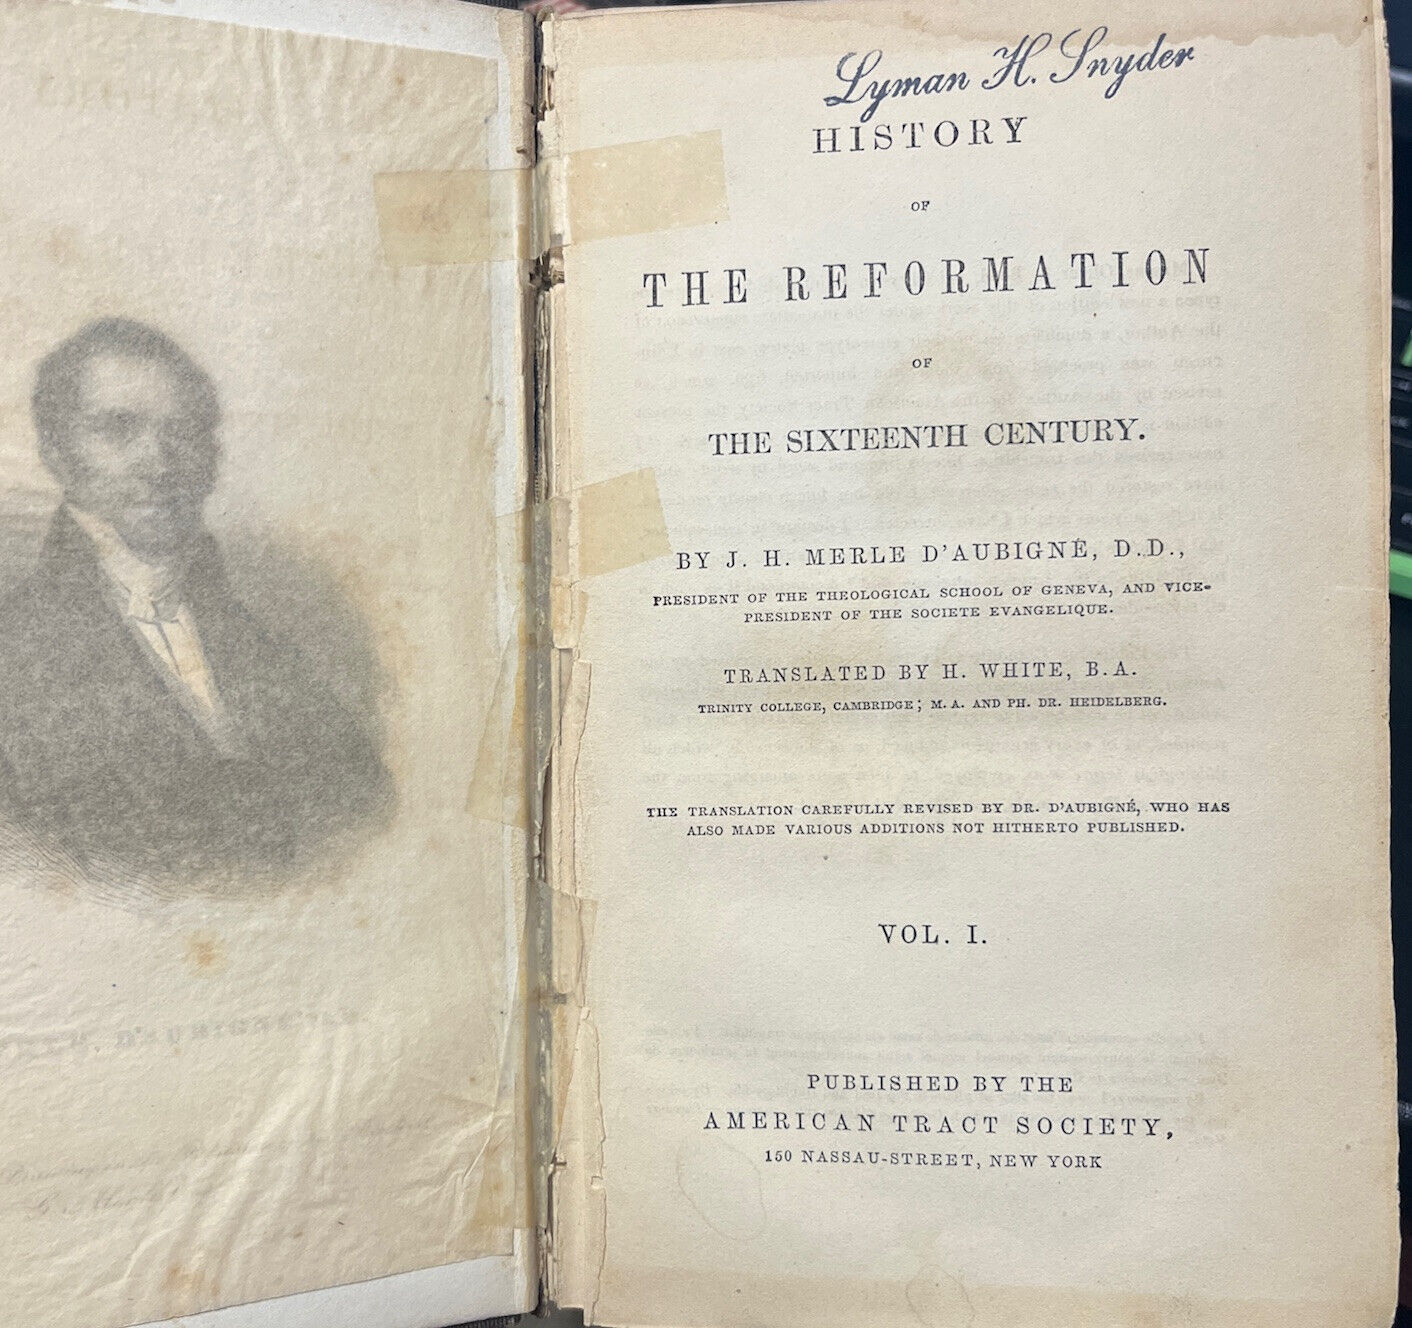 Lyman H. Snyder
HISTORY
OF
THE REFORMATION
OF
THE SIXTEENTH CENTURY.
BY J. H. MERLE D'AUBIGNÉ, D.D.,
PRESIDENT OF THE THEOLOGICAL SCHOOL OF GENEVA, AND VICE-
PRESIDENT OF THE SOCIETE EVANGELIQUE.
TRANSLATED BY H. WHITE, B.A.
TRINITY COLLEGE, CAMBRIDGE; M.A. AND PH. DR. HEIDELBERG.
THE TRANSLATION CAREFULLY REVISED BY DR. D'AUBIGNÉ, WHO HAS
ALSO MADE VARIOUS ADDITIONS NOT HITHERTO PUBLISHED.
VOL. I.
PUBLISHED BY THE
AMERICAN TRACT SOCIETY,
150 NASSAU-STREET, NEW YORK